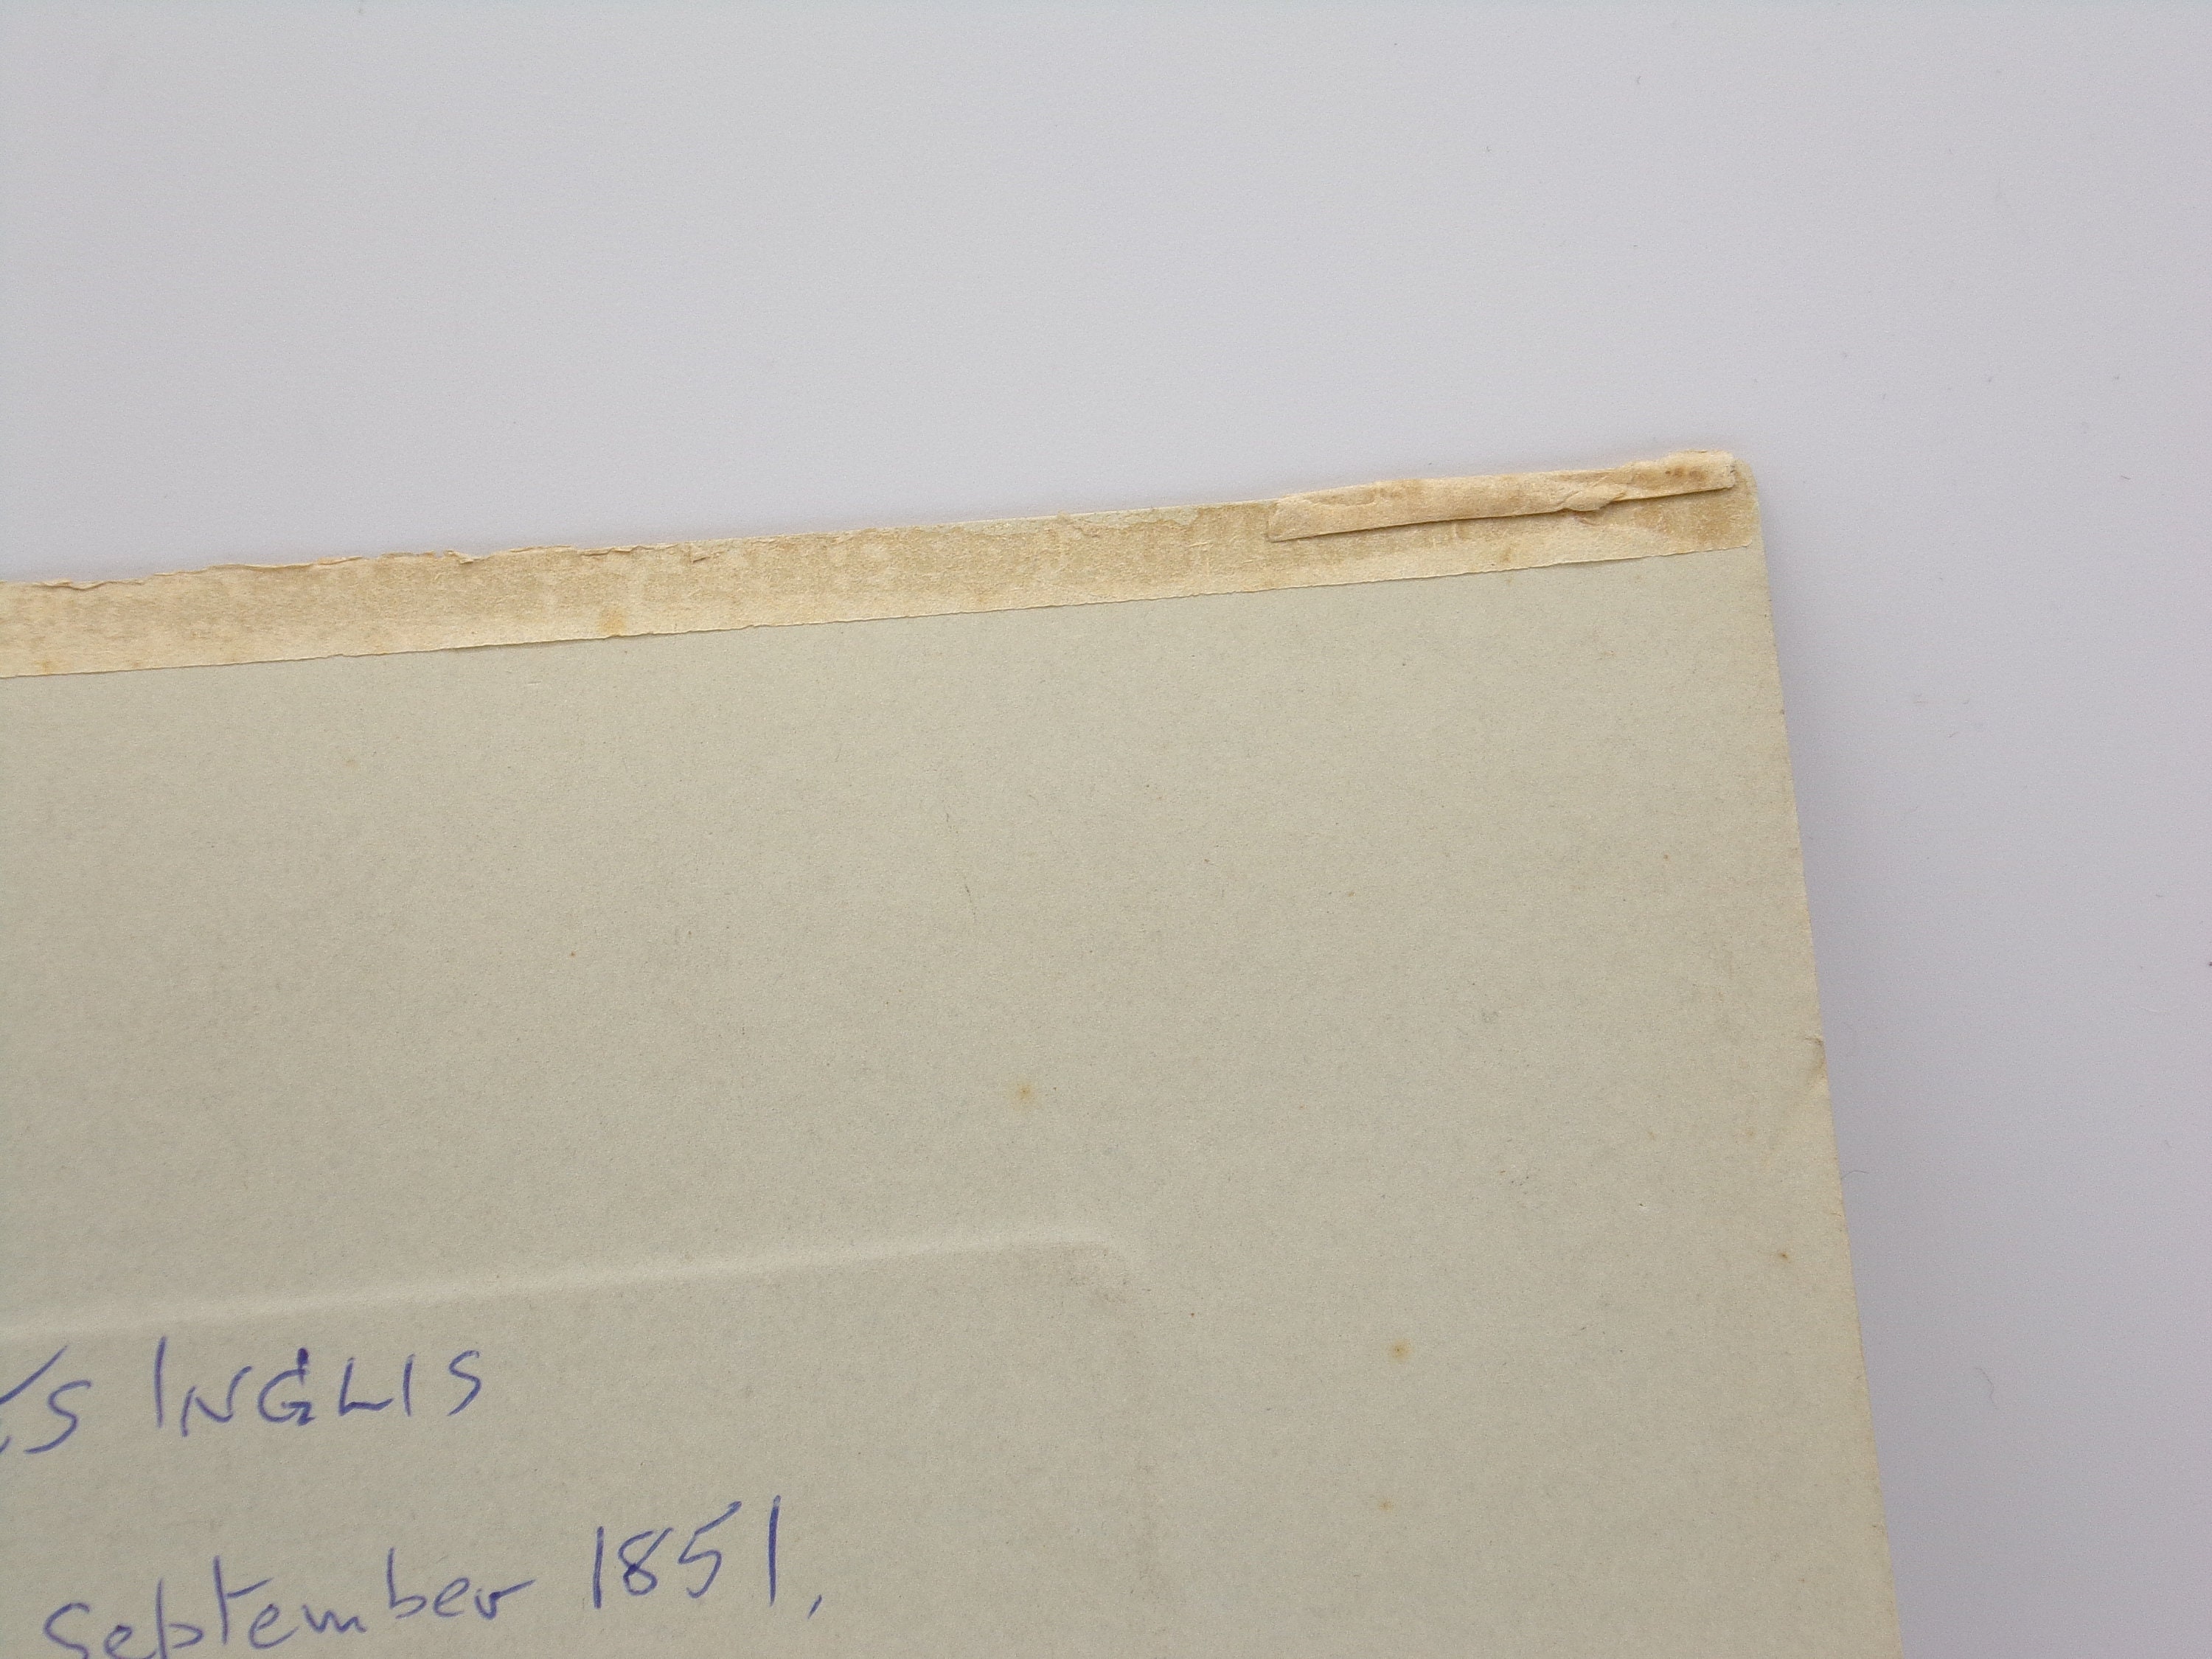 S INGLIS
September 1851,